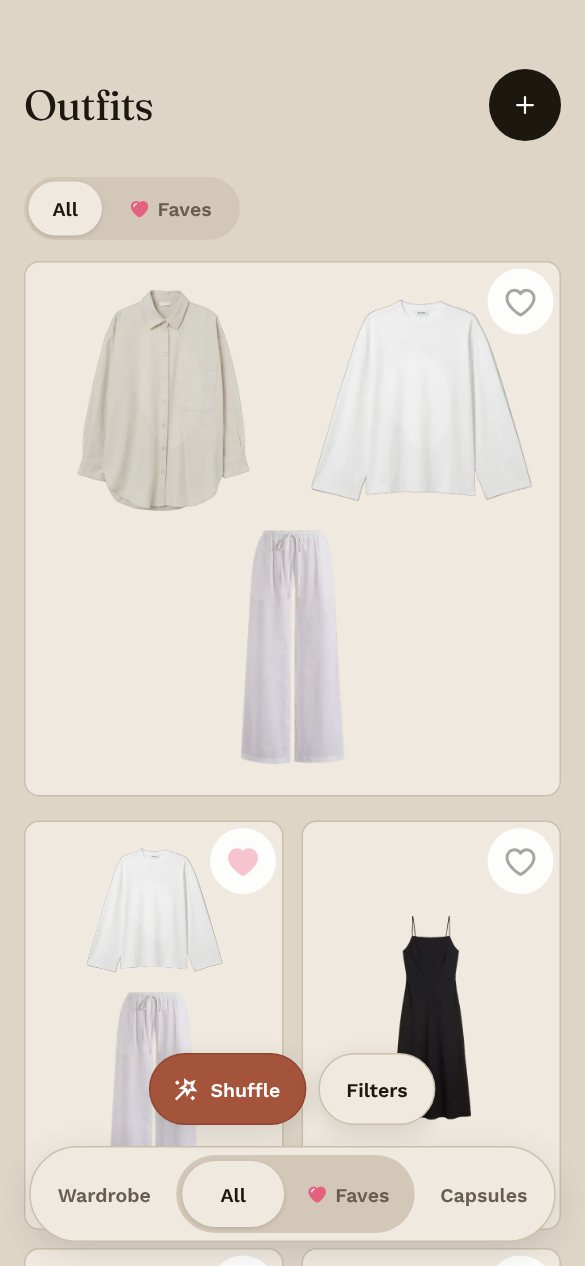 Outfits
All
Faves
Shuffle
Filters
Wardrobe
All
Faves
Capsules